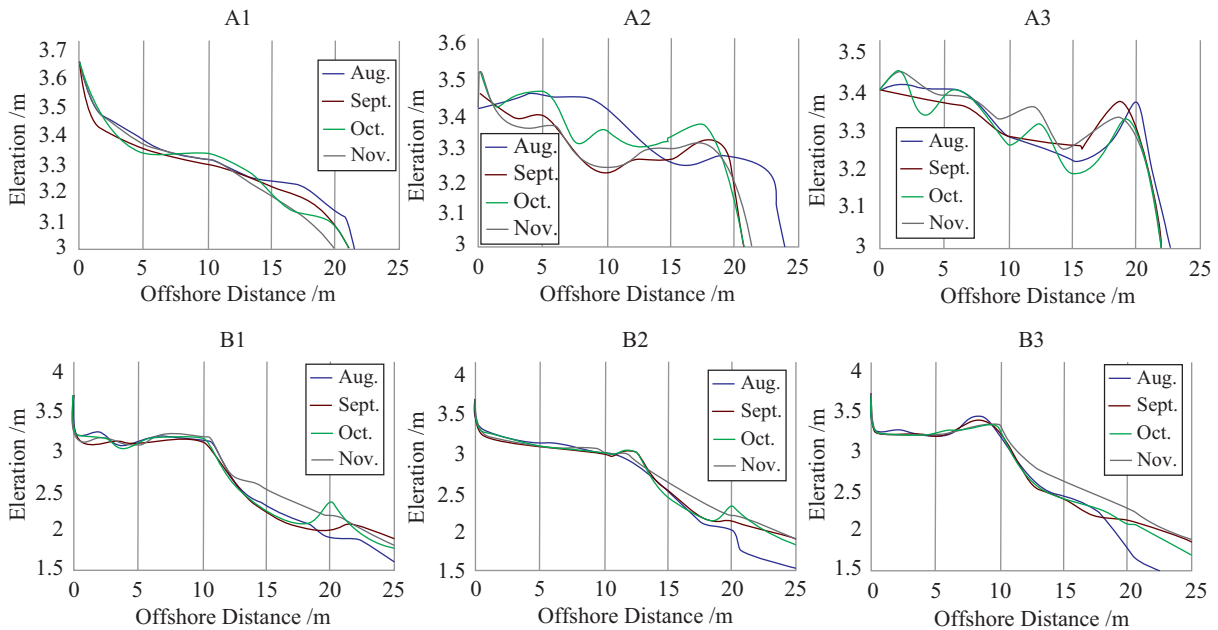 A1
3.7
3.6
3.5
3.4
3.3
3.2
3.1
3
Eleration /m
0 5 10 15 20 25
Offshore Distance /m
Aug.
Sept.
Oct.
Nov.
A2
3.6
3.5
3.4
3.3
3.2
3.1
3
Eleration /m
0 5 10 15 20 25
Offshore Distance /m
Aug.
Sept.
Oct.
Nov.
A3
3.5
3.4
3.3
3.2
3.1
3
Eleration /m
0 5 10 15 20 25
Offshore Distance /m
Aug.
Sept.
Oct.
Nov.
B1
4
3.5
3
2.5
2
1.5
Eleration /m
0 5 10 15 20 25
Offshore Distance /m
Aug.
Sept.
Oct.
Nov.
B2
4
3.5
3
2.5
2
1.5
Eleration /m
0 5 10 15 20 25
Offshore Distance /m
Aug.
Sept.
Oct.
Nov.
B3
4
3.5
3
2.5
2
1.5
Eleration /m
0 5 10 15 20 25
Offshore Distance /m
Aug.
Sept.
Oct.
Nov.